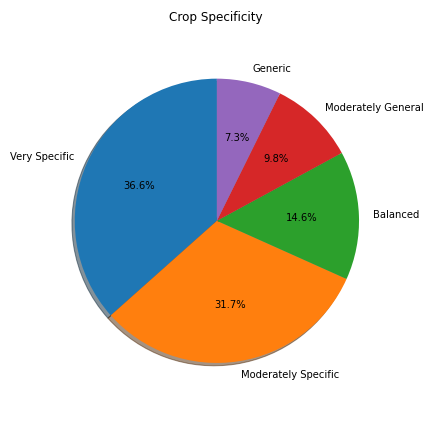 Crop Specificity
Generic
Moderately General
Very Specific
7.3%
9.8%
36.6%
Balanced
14.6%
31.7%
Moderately Specific